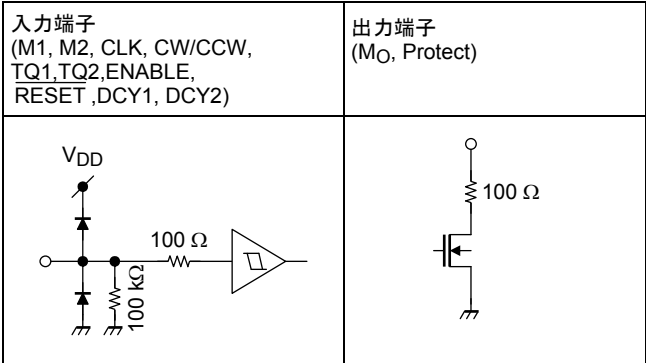 入力端子
(M1, M2, CLK, CW/CCW,
TQ1,TQ2,ENABLE,
RESET ,DCY1, DCY2)
出力端子
(MO, Protect)
VDD
100 Ω
100 kΩ
100 Ω